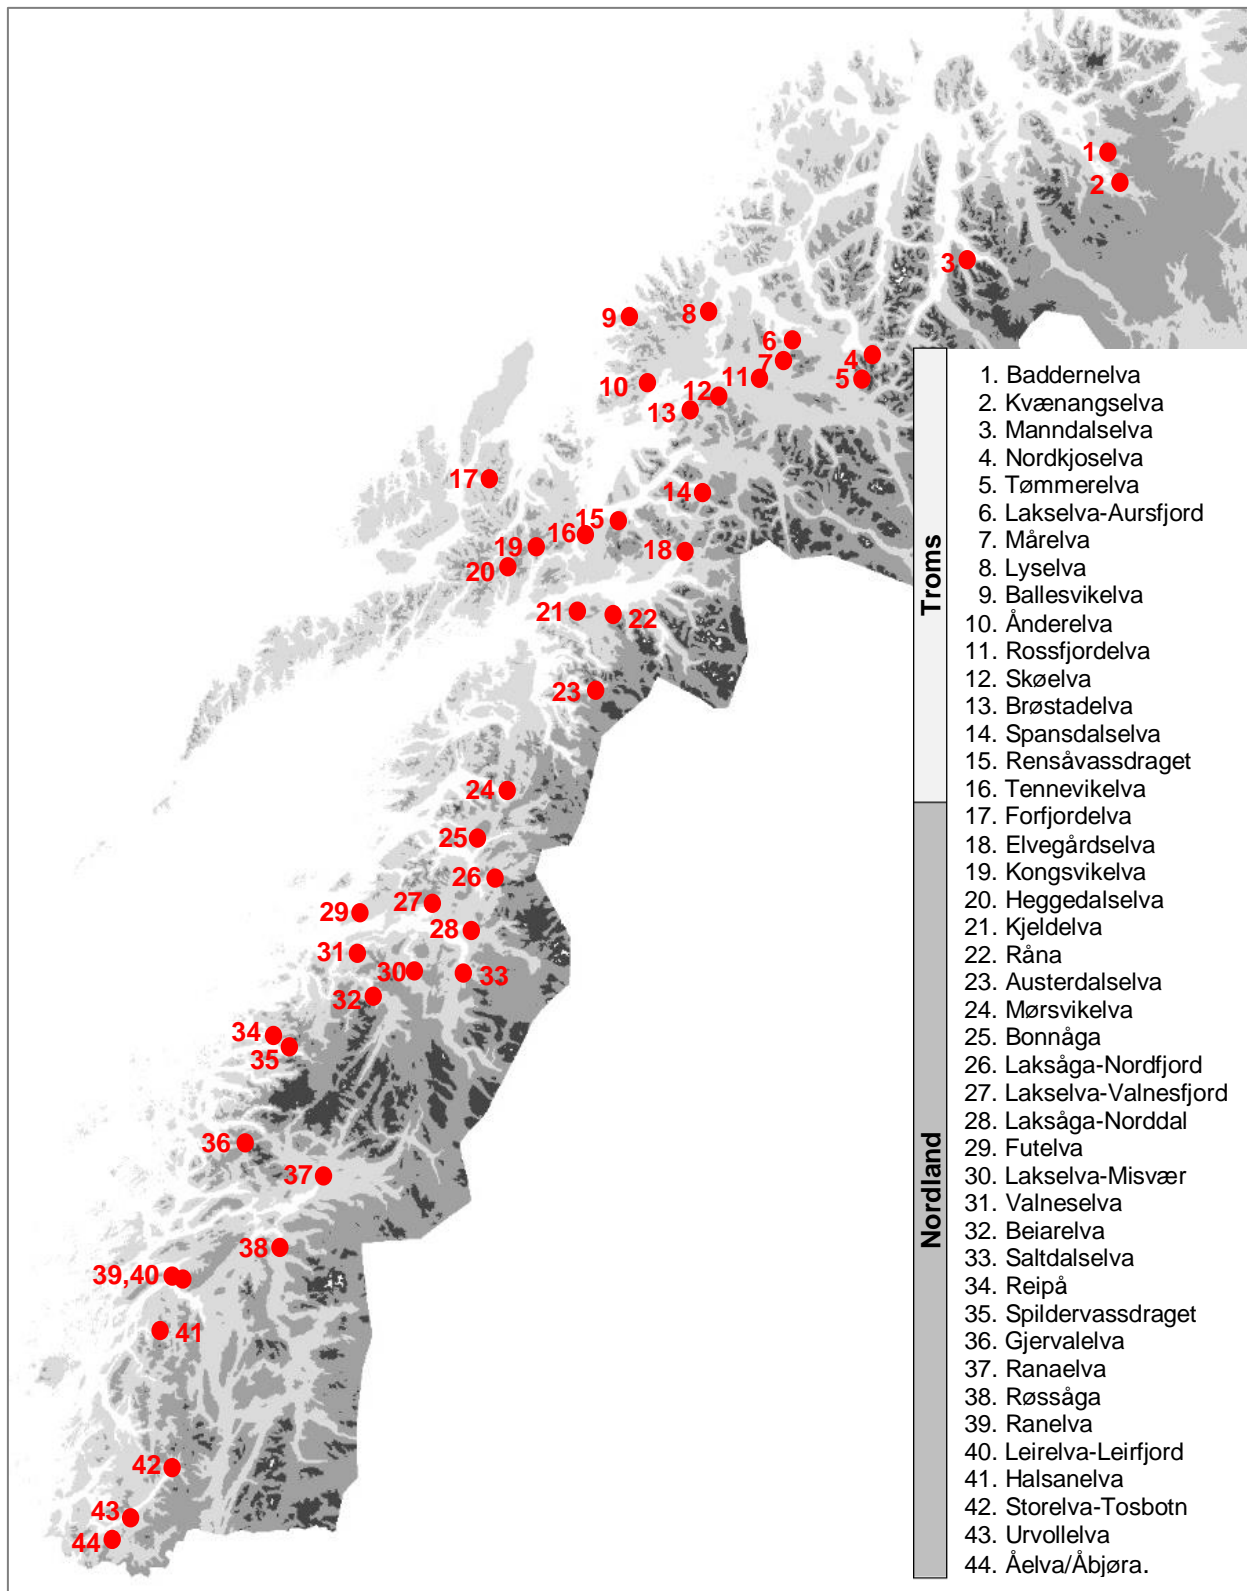 1
2
3
4
5
6
7
8
9
10
11
12
13
14
15
16
17
18
19
20
21
22
23
24
25
26
27
28
29
30
31
32
33
34
35
36
37
38
39,40
41
42
43
44
Troms
Nordland
1. Baddernelva
2. Kvænangselva
3. Manndalselva
4. Nordkjoselva
5. Tømmerelva
6. Lakselva-Aursfjord
7. Mårelva
8. Lyselva
9. Ballesvikelva
10. Ånderelva
11. Rossfjordelva
12. Skøelva
13. Brøstadelva
14. Spansdalselva
15. Rensåvassdraget
16. Tennevikelva
17. Forfjordelva
18. Elvegårdselva
19. Kongsvikelva
20. Heggedalselva
21. Kjeldelva
22. Råna
23. Austerdalselva
24. Mørsvikelva
25. Bonnåga
26. Laksåga-Nordfjord
27. Lakselva-Valnesfjord
28. Laksåga-Norddal
29. Futelva
30. Lakselva-Misvær
31. Valneselva
32. Beiarelva
33. Saltdalselva
34. Reipå
35. Spildervassdraget
36. Gjervalelva
37. Ranaelva
38. Røssåga
39. Ranelva
40. Leirelva-Leirfjord
41. Halsanelva
42. Storelva-Tosbotn
43. Urvollelva
44. Åelva/Åbjøra.